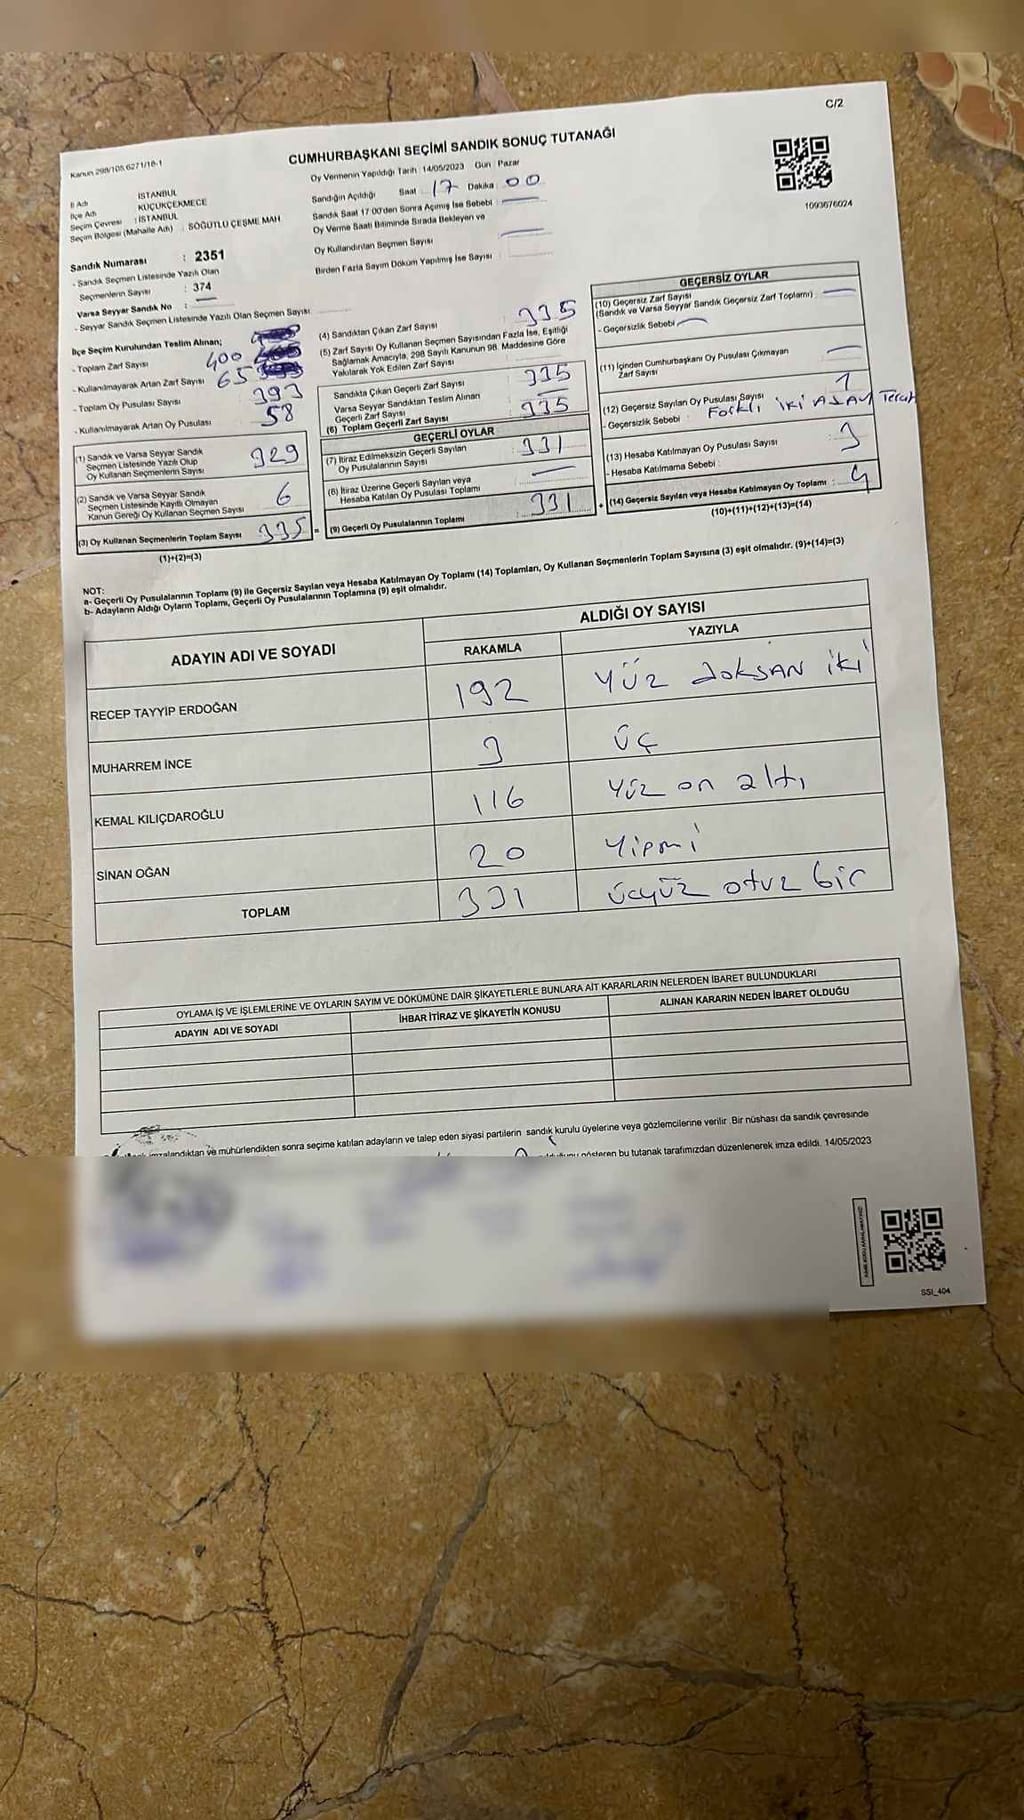 C/2
Kanun 298/105.6271/16-1
CUMHURBAŞKANI SEÇİMİ SANDIK SONUÇ TUTANAĞI
İl Adı : İSTANBUL
İlçe Adı : KÜÇÜKÇEKMECE
Seçim Çevresi : İSTANBUL
Seçim Bölgesi (Mahalle Adı) : SÖĞÜTLÜ ÇEŞME MAH
Sandık Numarası : 2351
- Sandık Seçmen Listesinde Yazılı Olan
Seçmenlerin Sayısı : 374
Varsa Seyyar Sandık No :
- Seyyar Sandık Seçmen Listesinde Yazılı Olan Seçmen Sayısı
Oy Vermenin Yapıldığı Tarih : 14/05/2023 Gün Pazar
Sandığın Açıldığı Saat 17 Dakika 00
Sandık Saat 17:00'den Sonra Açımış İse Sebebi
Oy Verme Saati Bitiminde Sırada Bekleyen ve
Oy Kullandırılan Seçmen Sayısı
Birden Fazla Sayım Döküm Yapılmış İse Sayısı
1093676024
İlçe Seçim Kurulundan Teslim Alınan;
- Toplam Zarf Sayısı 400
- Kullanılmayarak Artan Zarf Sayısı 65
- Toplam Oy Pusulası Sayısı 393
- Kullanılmayarak Artan Oy Pusulası 58
(1) Sandık ve Varsa Seyyar Sandık
Seçmen Listesinde Yazılı Olup
Oy Kullanan Seçmenlerin Sayısı 329
(2) Sandık ve Varsa Seyyar Sandık
Seçmen Listesinde Kayıtlı Olmayan
Kanun Gereği Oy Kullanan Seçmen Sayısı 6
(3) Oy Kullanan Seçmenlerin Toplam Sayısı 335 =
(1)+(2)=(3)
(4) Sandıktan Çıkan Zarf Sayısı 335
(5) Zarf Sayısı Oy Kullanan Seçmen Sayısından Fazla İse, Eşitliği
Sağlamak Amacıyla, 298 Sayılı Kanunun 98. Maddesine Göre
Yakılarak Yok Edilen Zarf Sayısı
Sandıkta Çıkan Geçerli Zarf Sayısı 335
Varsa Seyyar Sandıktan Teslim Alınan
Geçerli Zarf Sayısı
(6) Toplam Geçerli Zarf Sayısı 335
GEÇERLİ OYLAR
(7) İtiraz Edilmeksizin Geçerli Sayılan
Oy Pusulalarının Sayısı 331
(8) İtiraz Üzerine Geçerli Sayılan veya
Hesaba Katılan Oy Pusulası Toplamı
(9) Geçerli Oy Pusulalarının Toplamı : 331 +
GEÇERSİZ OYLAR
(10) Geçersiz Zarf Sayısı
(Sandık ve Varsa Seyyar Sandık Geçersiz Zarf Toplamı)
- Geçersizlik Sebebi
(11) İçinden Cumhurbaşkanı Oy Pusulası Çıkmayan
Zarf Sayısı
(12) Geçersiz Sayılan Oy Pusulası Sayısı 1
- Geçersizlik Sebebi : Farklı iki ADAY Tercih
(13) Hesaba Katılmayan Oy Pusulası Sayısı 3
- Hesaba Katılmama Sebebi :
(14) Geçersiz Sayılan veya Hesaba Katılmayan Oy Toplamı : 4
(10)+(11)+(12)+(13)=(14)
NOT:
a- Geçerli Oy Pusulalarının Toplamı (9) ile Geçersiz Sayılan veya Hesaba Katılmayan Oy Toplamı (14) Toplamları, Oy Kullanan Seçmenlerin Toplam Sayısına (3) eşit olmalıdır. (9)+(14)=(3)
b- Adayların Aldığı Oyların Toplamı, Geçerli Oy Pusulalarının Toplamına (9) eşit olmalıdır.
ADAYIN ADI VE SOYADI ALDIĞI OY SAYISI
RAKAMLA YAZIYLA
RECEP TAYYİP ERDOĞAN 192 YÜZ doksAN iki
MUHARREM İNCE 3 üç
KEMAL KILIÇDAROĞLU 116 Yüz on altı
SİNAN OĞAN 20 Yirmi
TOPLAM 331 üçyüz otuz bir
OYLAMA İŞ VE İŞLEMLERİNE VE OYLARIN SAYIM VE DÖKÜMÜNE DAİR ŞİKAYETLERLE BUNLARA AİT KARARLARIN NELERDEN İBARET BULUNDUKLARI
ADAYIN ADI VE SOYADI İHBAR İTİRAZ VE ŞİKAYETİN KONUSU ALINAN KARARIN NEDEN İBARET OLDUĞU
ve mühürlendikten sonra seçime katılan adayların ve talep eden siyasi partilerin sandık kurulu üyelerine veya gözlemcilerine verilir. Bir nüshası da sandık çevresinde
gösteren bu tutanak tarafımızdan düzenlenerek imza edildi. 14/05/2023
SSI_404